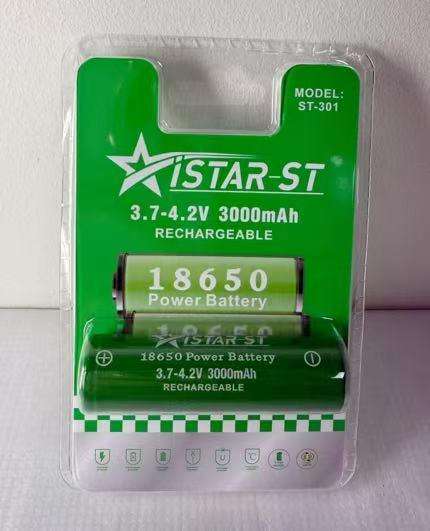 MODEL:
ST-301
iSTAR-ST
3.7-4.2V 3000mAh
RECHARGEABLE
18650
Power Battery
18650
iSTAR-ST
18650 Power Battery
3.7-4.2V 3000mAh
RECHARGEABLE